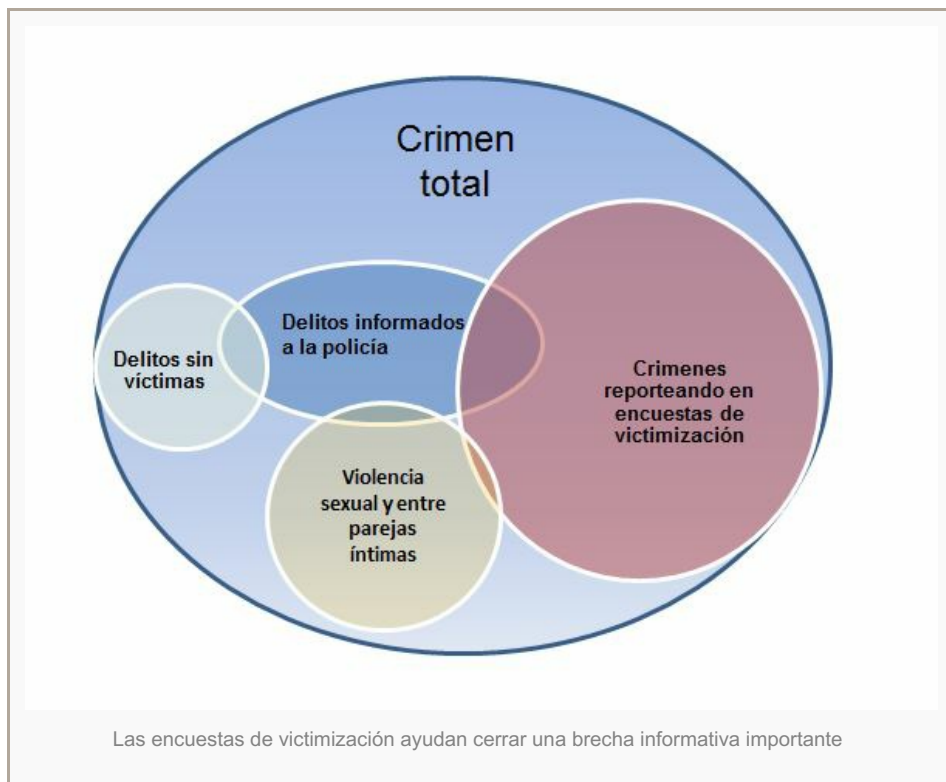 Crimen
total
Delitos informados
a la policía
Delitos sin
víctimas
Crimenes
reporteando en
encuestas de
victimización
Violencia
sexual y entre
parejas
íntimas
Las encuestas de victimización ayudan cerrar una brecha informativa importante